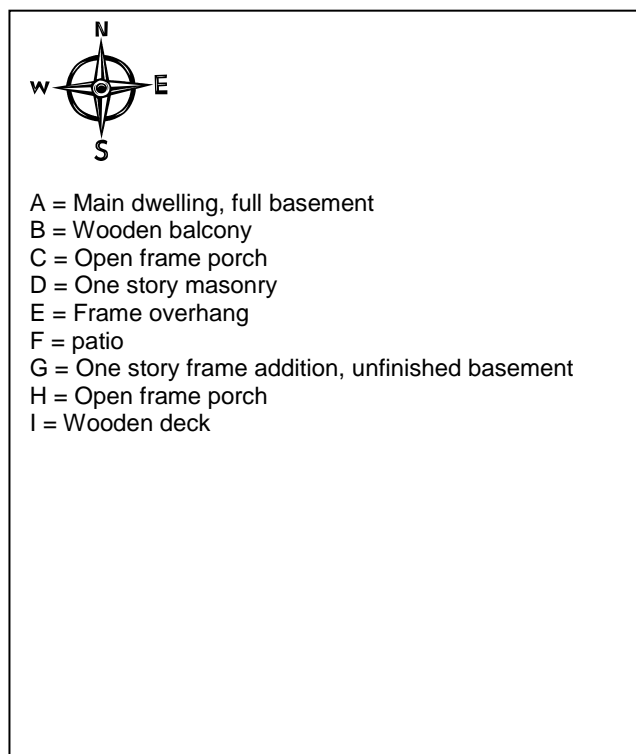 N
W E
S
A = Main dwelling, full basement
B = Wooden balcony
C = Open frame porch
D = One story masonry
E = Frame overhang
F = patio
G = One story frame addition, unfinished basement
H = Open frame porch
I = Wooden deck